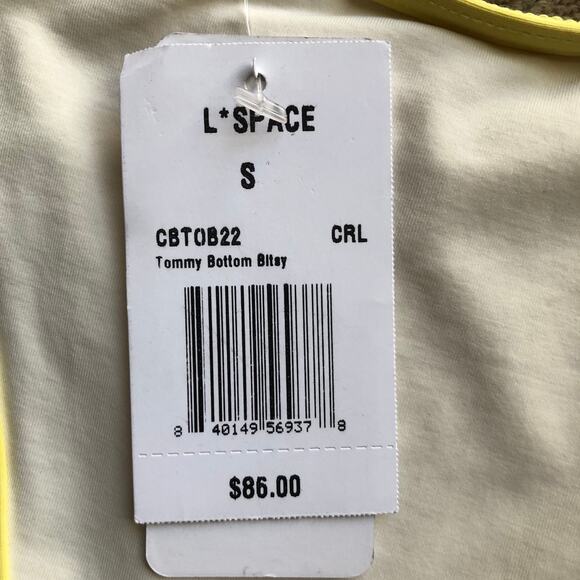 L*SPACE
S
CBTOB22 CRL
Tommy Bottom Bitsy
8 40149 56937 8
$86.00